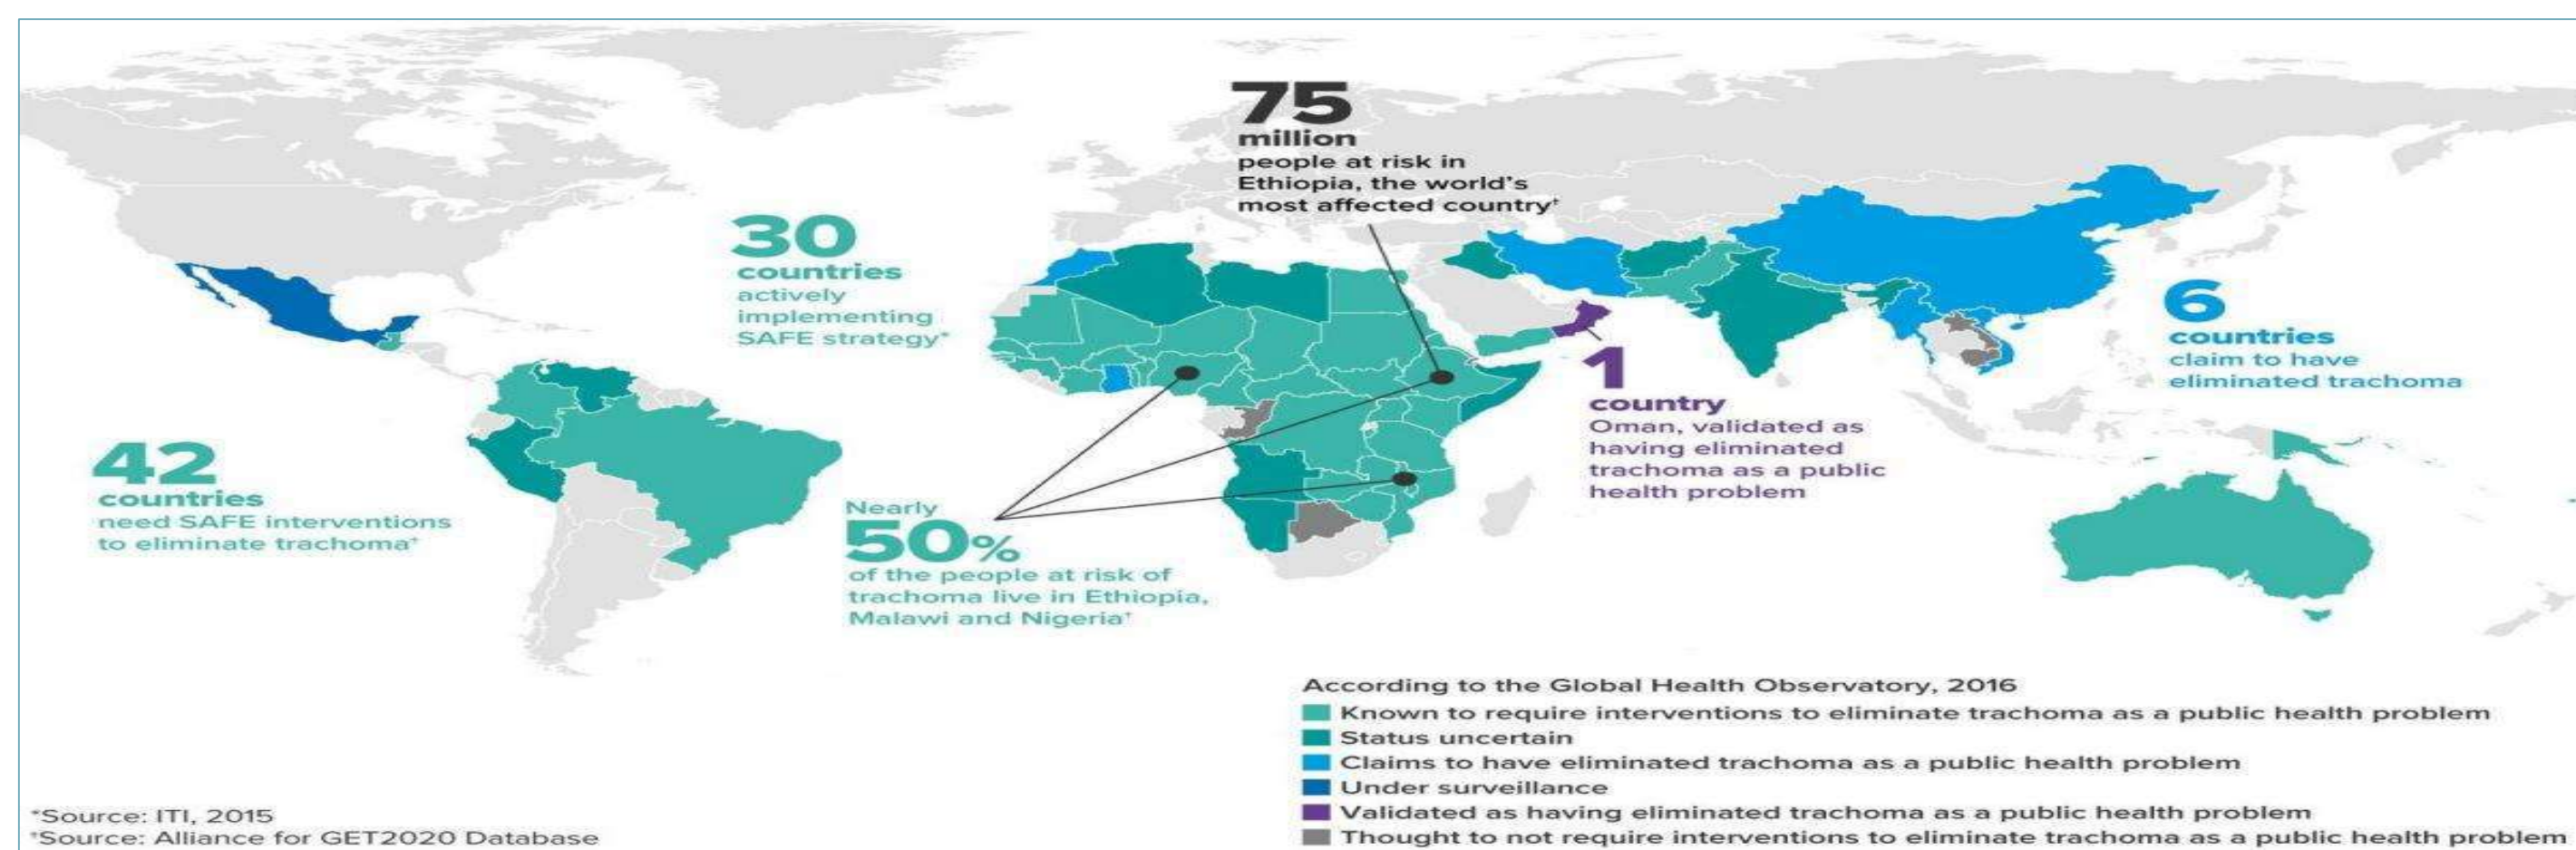 75
million
people at risk in
Ethiopia, the world's
most affected country†
30
countries
actively
implementing
SAFE strategy*
6
countries
claim to have
eliminated trachoma
1
country
Oman, validated as
having eliminated
trachoma as a public
health problem
42
countries
need SAFE interventions
to eliminate trachoma†
Nearly
50%
of the people at risk of
trachoma live in Ethiopia,
Malawi and Nigeria†
According to the Global Health Observatory, 2016
Known to require interventions to eliminate trachoma as a public health problem
Status uncertain
Claims to have eliminated trachoma as a public health problem
Under surveillance
Validated as having eliminated trachoma as a public health problem
Thought to not require interventions to eliminate trachoma as a public health problem
*Source: ITI, 2015
†Source: Alliance for GET2020 Database